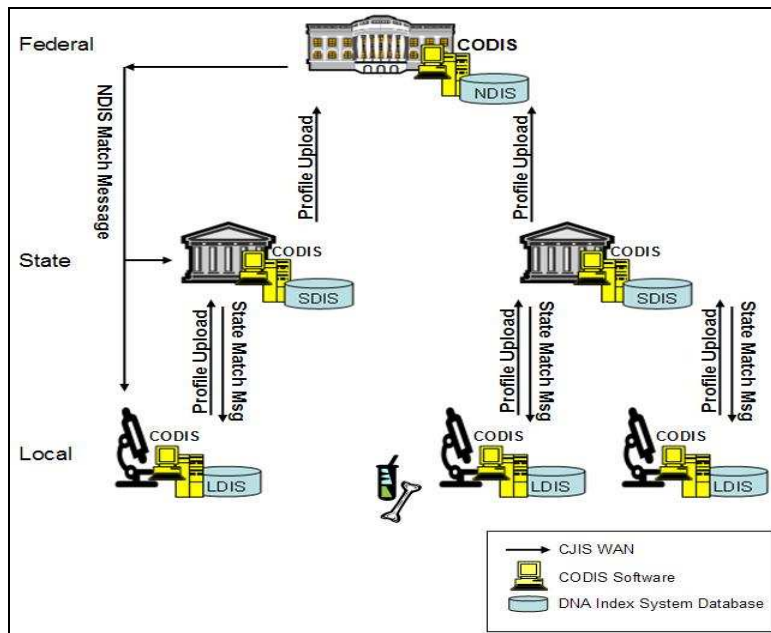 Federal
CODIS
NDIS
NDIS Match Message
Profile Upload
Profile Upload
State
CODIS
SDIS
CODIS
SDIS
Profile Upload
State Match Msg
Profile Upload
State Match Msg
Profile Upload
State Match Msg
Local
CODIS
LDIS
CODIS
LDIS
CODIS
LDIS
CJIS WAN
CODIS Software
DNA Index System Database